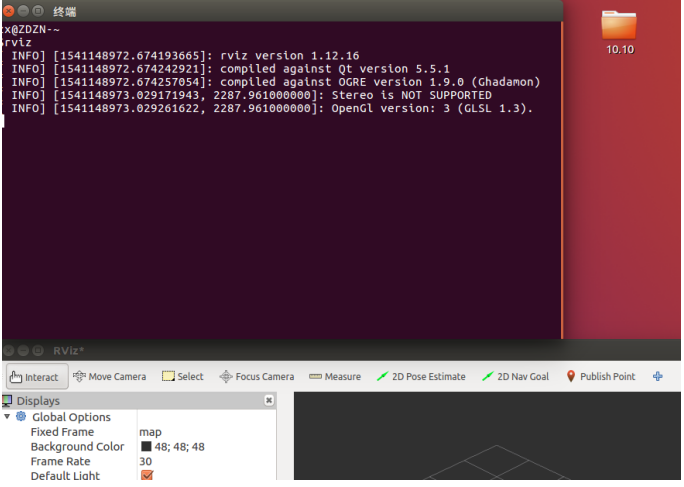 终端
x@ZDZN-~
rviz
INFO] [1541148972.674193665]: rviz version 1.12.16
INFO] [1541148972.674242921]: compiled against Qt version 5.5.1
INFO] [1541148972.674257054]: compiled against OGRE version 1.9.0 (Ghadamon)
INFO] [1541148973.029171943, 2287.961000000]: Stereo is NOT SUPPORTED
INFO] [1541148973.029261622, 2287.961000000]: OpenGl version: 3 (GLSL 1.3).
10.10
RViz*
Interact Move Camera Select Focus Camera Measure 2D Pose Estimate 2D Nav Goal Publish Point
Displays
Global Options
Fixed Frame map
Background Color 48; 48; 48
Frame Rate 30
Default Light